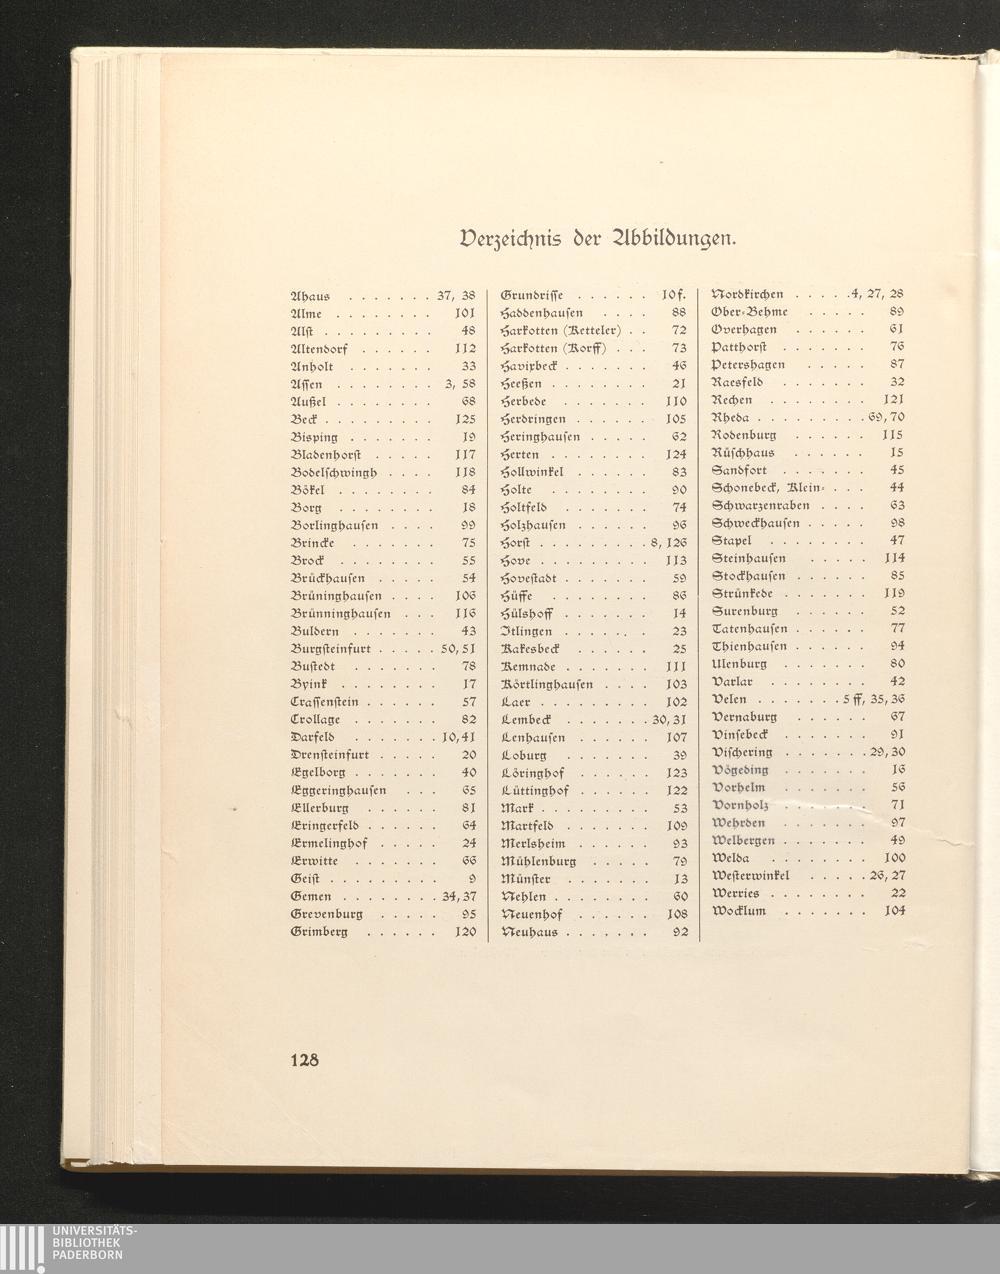 Verzeichnis der Abbildungen.
Ahaus . . . . . . . 37, 38
Alme . . . . . . . . 101
Alst . . . . . . . . . 48
Altendorf . . . . . . 112
Anholt . . . . . . . 33
Assen . . . . . . . . 3, 58
Außel . . . . . . . . 68
Beck . . . . . . . . . 125
Bisping . . . . . . . 19
Bladenhorst . . . . . 117
Bodelschwingh . . . . 118
Bökel . . . . . . . . 84
Borg . . . . . . . . 18
Borlinghausen . . . . 99
Brincke . . . . . . . 75
Brock . . . . . . . . 55
Brückhausen . . . . . 54
Brüninghausen . . . . 106
Brünninghausen . . . 116
Buldern . . . . . . . 43
Burgsteinfurt . . . . . 50, 51
Bustedt . . . . . . . 78
Byink . . . . . . . . 17
Crassenstein . . . . . . 57
Crollage . . . . . . . 82
Darfeld . . . . . . . 10, 41
Drensteinfurt . . . . . 20
Egelborg . . . . . . . 40
Eggeringhausen . . . 65
Ellerburg . . . . . . 81
Eringerfeld . . . . . . 64
Ermelinghof . . . . . 24
Erwitte . . . . . . . 66
Geist . . . . . . . . . 9
Gemen . . . . . . . . 34, 37
Grevenburg . . . . . 95
Grimberg . . . . . . 120
Grundrisse . . . . . . 10 f.
Haddenhausen . . . . 88
Harkotten (Ketteler) . . 72
Harkotten (Korff) . . . 73
Havixbeck . . . . . . . 46
Heeßen . . . . . . . . 21
Herbede . . . . . . . 110
Herdringen . . . . . . 105
Heringhausen . . . . . 62
Herten . . . . . . . . 124
Hollwinkel . . . . . . 83
Holte . . . . . . . . 90
Holtfeld . . . . . . . 74
Holzhausen . . . . . . 96
Horst . . . . . . . . . 8, 126
Hove . . . . . . . . . 113
Hovestadt . . . . . . . 59
Hüffe . . . . . . . . 86
Hülshoff . . . . . . . 14
Itlingen . . . . . . . 23
Kakesbeck . . . . . . 25
Kemnade . . . . . . . 111
Körtlinghausen . . . . 103
Laer . . . . . . . . . 102
Lembeck . . . . . . . 30, 31
Lenhausen . . . . . . 107
Loburg . . . . . . . 39
Löringhof . . . . . . 123
Lüttinghof . . . . . . 122
Mark . . . . . . . . . 53
Martfeld . . . . . . . 109
Merlsheim . . . . . . 93
Mühlenburg . . . . . 79
Münster . . . . . . . 13
Nehlen . . . . . . . . 60
Neuenhof . . . . . . 108
Neuhaus . . . . . . . 92
Nordkirchen . . . . . 4, 27, 28
Ober-Behme . . . . . 89
Overhagen . . . . . . 61
Patthorst . . . . . . . 76
Petershagen . . . . . 87
Raesfeld . . . . . . . 32
Rechen . . . . . . . . 121
Rheda . . . . . . . . . 69, 70
Rodenburg . . . . . . 115
Rüschhaus . . . . . . 15
Sandfort . . . . . . . 45
Schonebeck, Klein- . . . 44
Schwarzenraben . . . . 63
Schweckhausen . . . . . 98
Stapel . . . . . . . . 47
Steinhausen . . . . . 114
Stockhausen . . . . . . 85
Strünkede . . . . . . . 119
Surenburg . . . . . . 52
Tatenhausen . . . . . . 77
Thienhausen . . . . . . 94
Ulenburg . . . . . . . 80
Varlar . . . . . . . . 42
Velen . . . . . . . 5 ff, 35, 36
Vernaburg . . . . . . 67
Vinsebeck . . . . . . . 91
Vischering . . . . . . . 29, 30
Vögeding . . . . . . . 16
Vorhelm . . . . . . . 56
Vornholz . . . . . . . 71
Wehrden . . . . . . . 97
Welbergen . . . . . . . 49
Welda . . . . . . . . 100
Westerwinkel . . . . . 26, 27
Werries . . . . . . . . 22
Wocklum . . . . . . . 104
128
UNIVERSITÄTS-
BIBLIOTHEK
PADERBORN